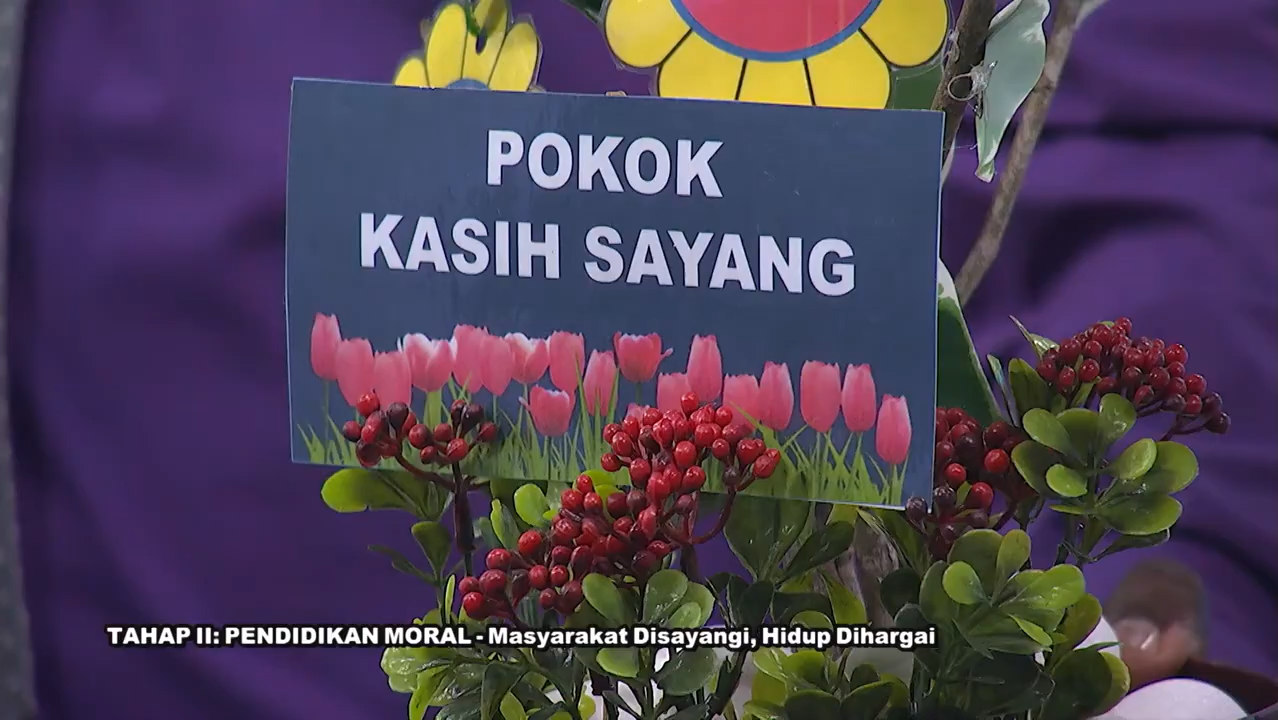 POKOK
KASIH SAYANG
TAHAP II: PENDIDIKAN MORAL - Masyarakat Disayangi, Hidup Dihargai